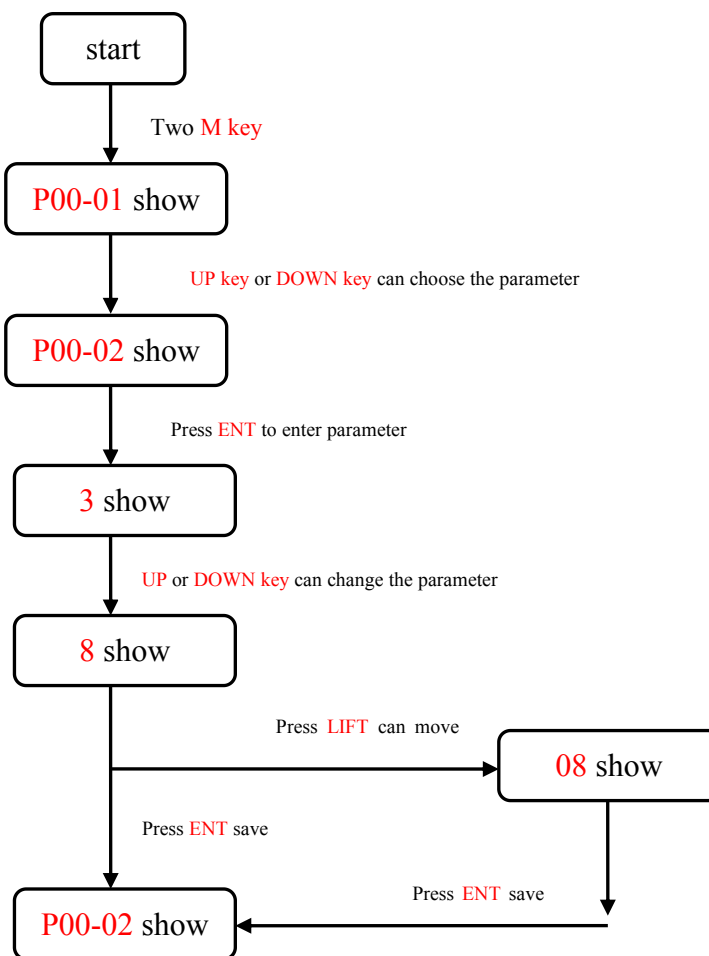 start
Two M key
P00-01 show
UP key or DOWN key can choose the parameter
P00-02 show
Press ENT to enter parameter
3 show
UP or DOWN key can change the parameter
8 show
Press LIFT can move
08 show
Press ENT save
Press ENT save
P00-02 show